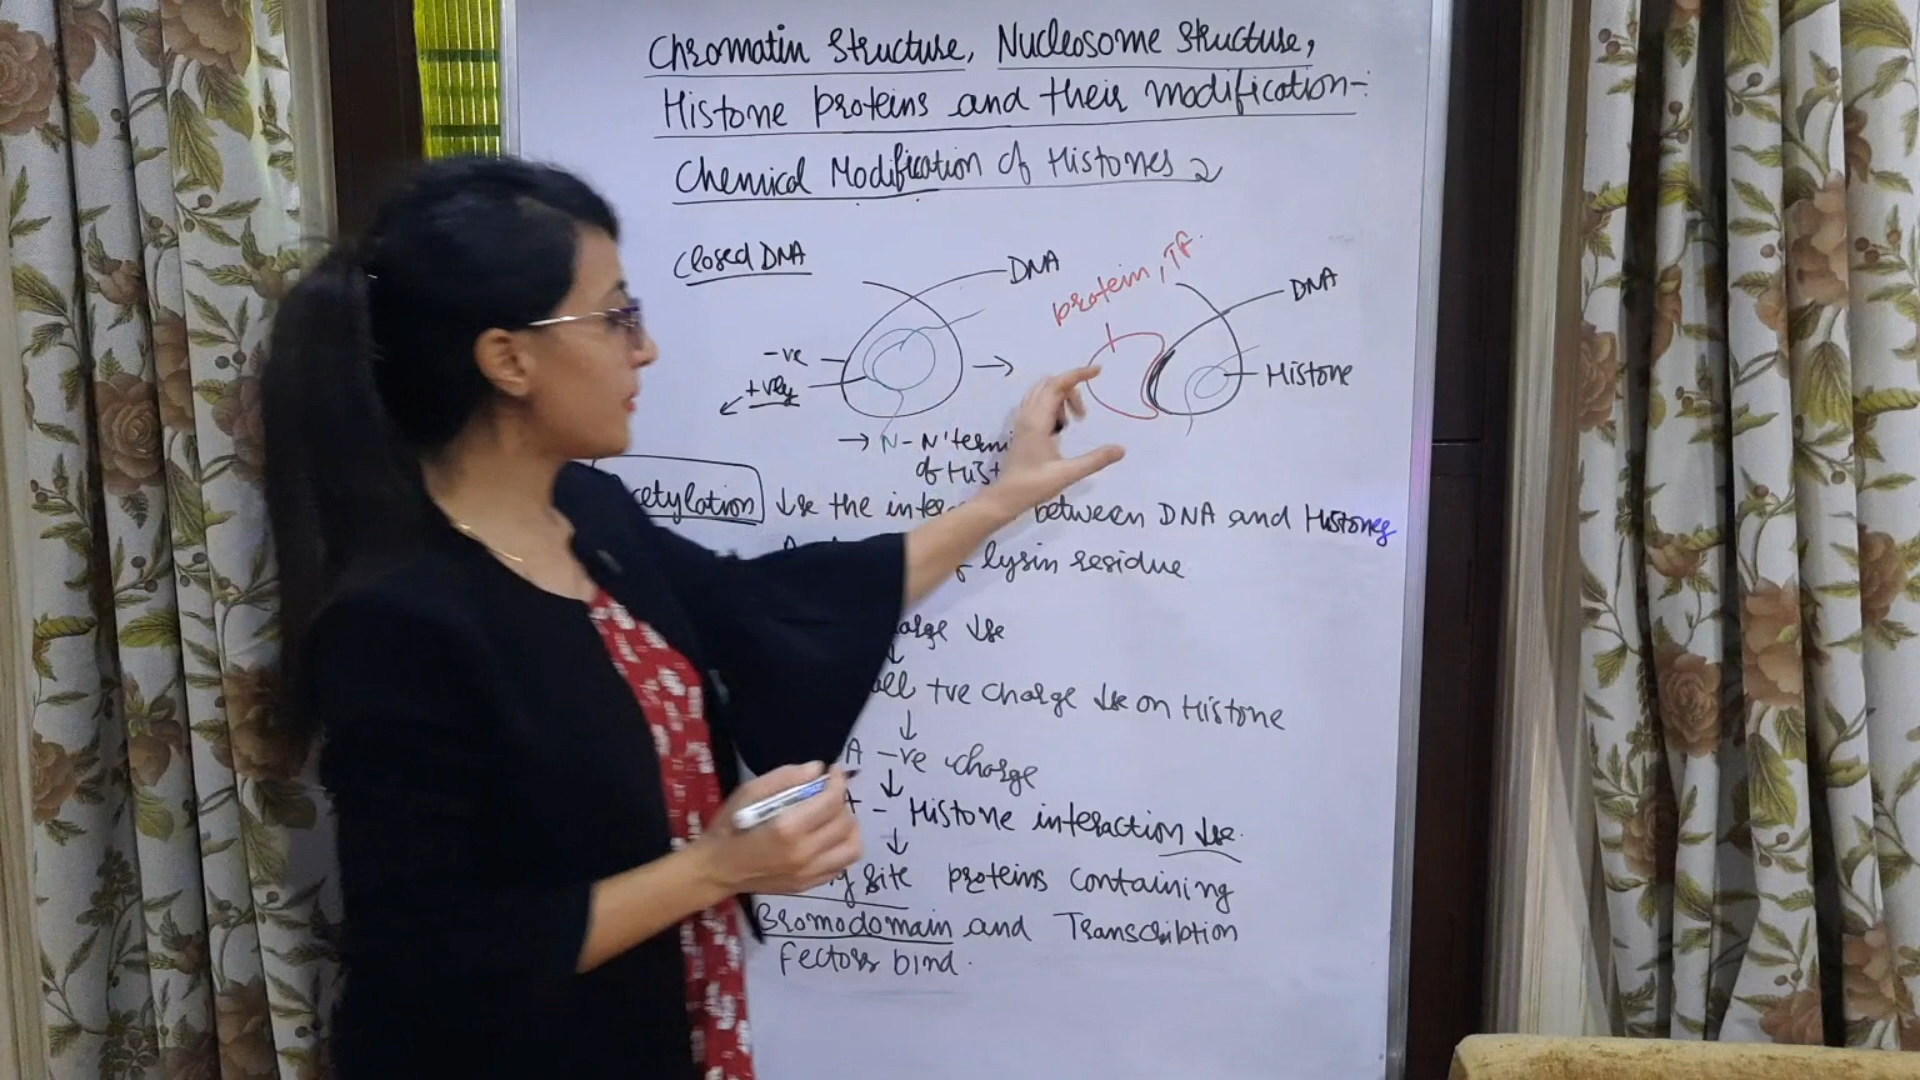 Chromatin Structure, Nucleosome Structure,
Histone proteins and their modification-:
Chemical Modification of Histones
Closed DNA
DNA
-ve
+vely
→ N - N'termi
of Hist
→
protein, TF.
DNA
Histone
cetylation ↓se the inte between DNA and Histones
lysin residue
arge ↓se
↓
all +ve charge ↓se on Histone
↓
A -ve charge
↓
A - Histone interaction ↓se.
↓
g site proteins containing
Bromodomain and Transcribtion
fectors bind.